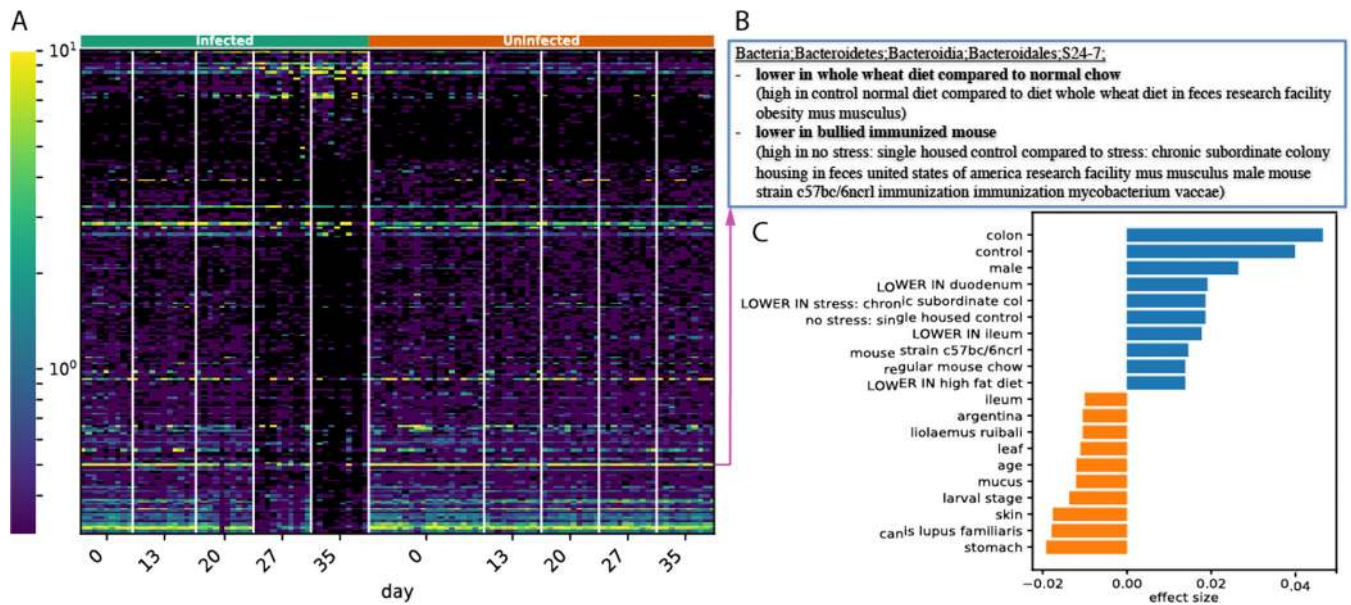 A
Infected
Uninfected
10¹
10⁰
0
13
20
27
35
0
13
20
27
35
day
B
Bacteria;Bacteroidetes;Bacteroidia;Bacteroidales;S24-7;
- lower in whole wheat diet compared to normal chow
(high in control normal diet compared to diet whole wheat diet in feces research facility
obesity mus musculus)
- lower in bullied immunized mouse
(high in no stress: single housed control compared to stress: chronic subordinate colony
housing in feces united states of america research facility mus musculus male mouse
strain c57bc/6ncrl immunization immunization mycobacterium vaccae)
C
colon
control
male
LOWER IN duodenum
LOWER IN stress: chronic subordinate col
no stress: single housed control
LOWER IN ileum
mouse strain c57bc/6ncrl
regular mouse chow
LOWER IN high fat diet
ileum
argentina
liolaemus ruibali
leaf
age
mucus
larval stage
skin
canis lupus familiaris
stomach
−0.02
0.00
0.02
0.04
effect size